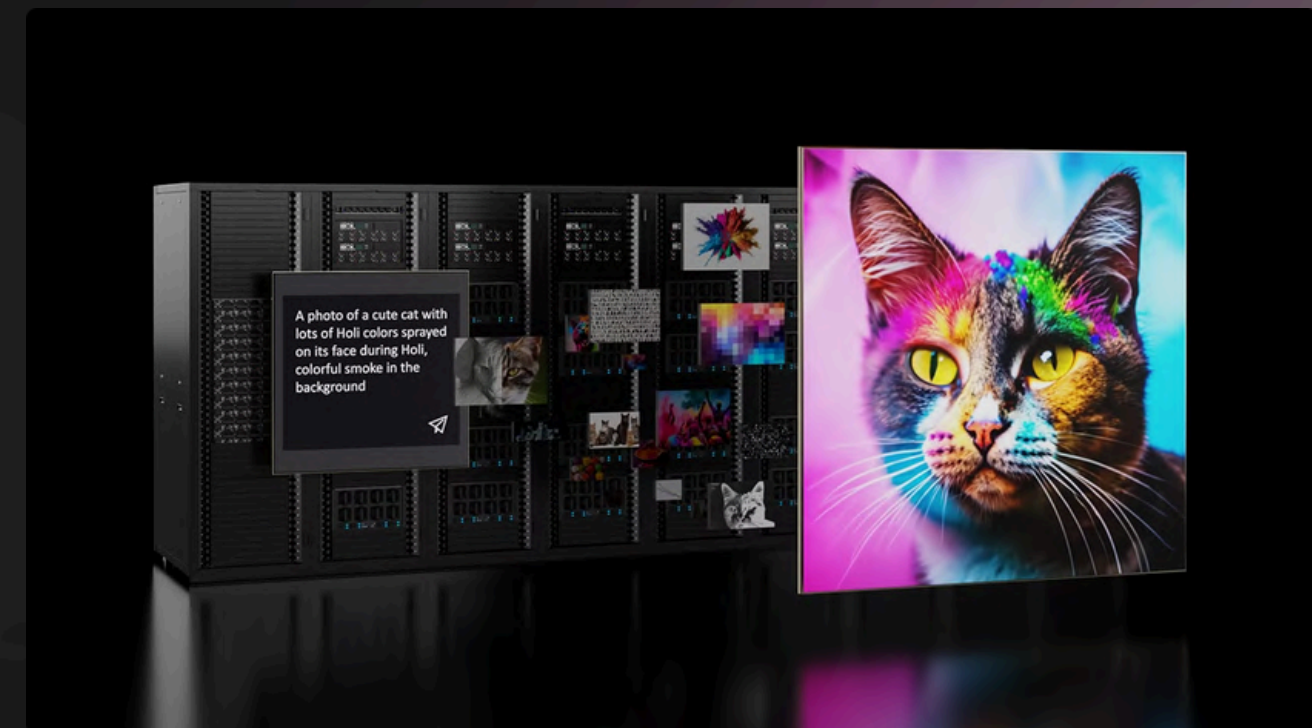 A photo of a cute cat with
lots of Holi colors sprayed
on its face during Holi,
colorful smoke in the
background